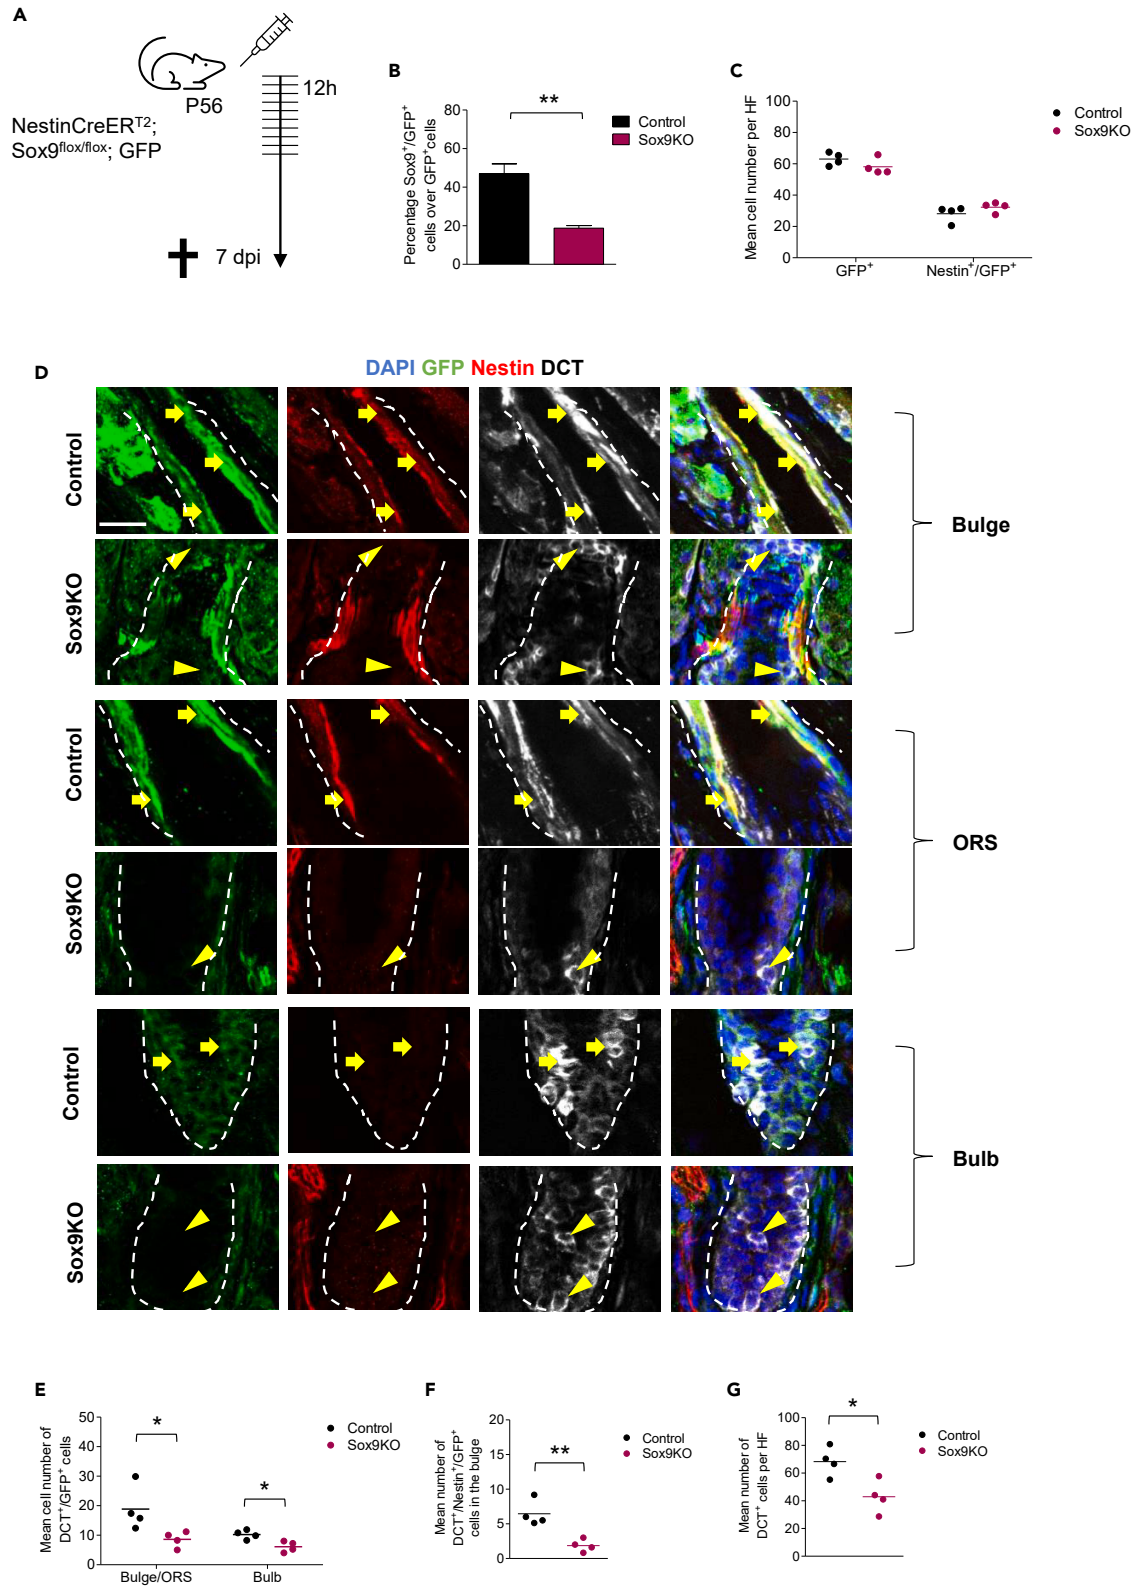 A
12h
P56
NestinCreER^T2;
Sox9^flox/flox; GFP
7 dpi
B
Percentage Sox9⁺/GFP⁺
cells over GFP⁺cells
80
60
40
20
0
**
Control
Sox9KO
C
Mean cell number per HF
100
80
60
40
20
0
GFP⁺
Nestin⁺/GFP⁺
Control
Sox9KO
D
DAPI GFP Nestin DCT
Control
Sox9KO
Bulge
Control
Sox9KO
ORS
Control
Sox9KO
Bulb
E
Mean cell number of
DCT⁺/GFP⁺ cells
50
40
30
20
10
0
*
*
Bulge/ORS
Bulb
Control
Sox9KO
F
Mean number of
DCT⁺/Nestin⁺/GFP⁺
cells in the bulge
20
15
10
5
0
**
Control
Sox9KO
G
Mean number of
DCT⁺ cells per HF
100
80
60
40
20
0
*
Control
Sox9KO